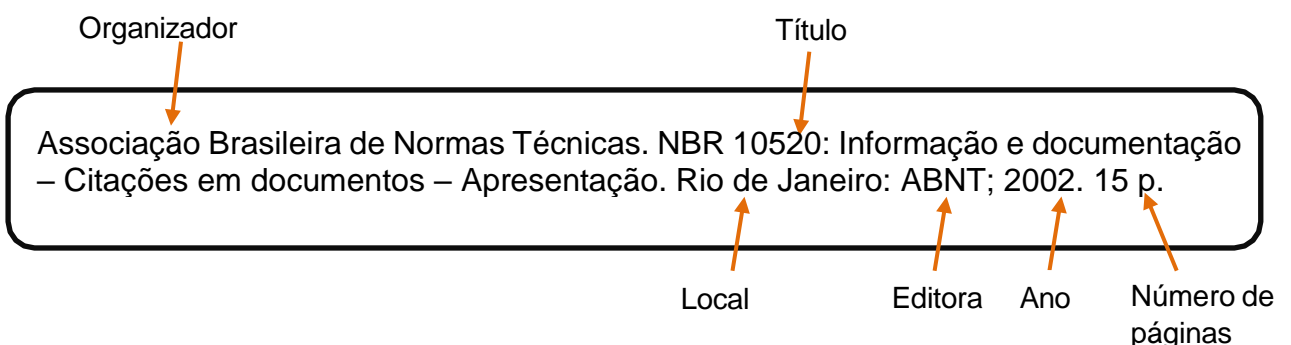 Organizador
Título
Associação Brasileira de Normas Técnicas. NBR 10520: Informação e documentação
– Citações em documentos – Apresentação. Rio de Janeiro: ABNT; 2002. 15 p.
Local
Editora
Ano
Número de
páginas